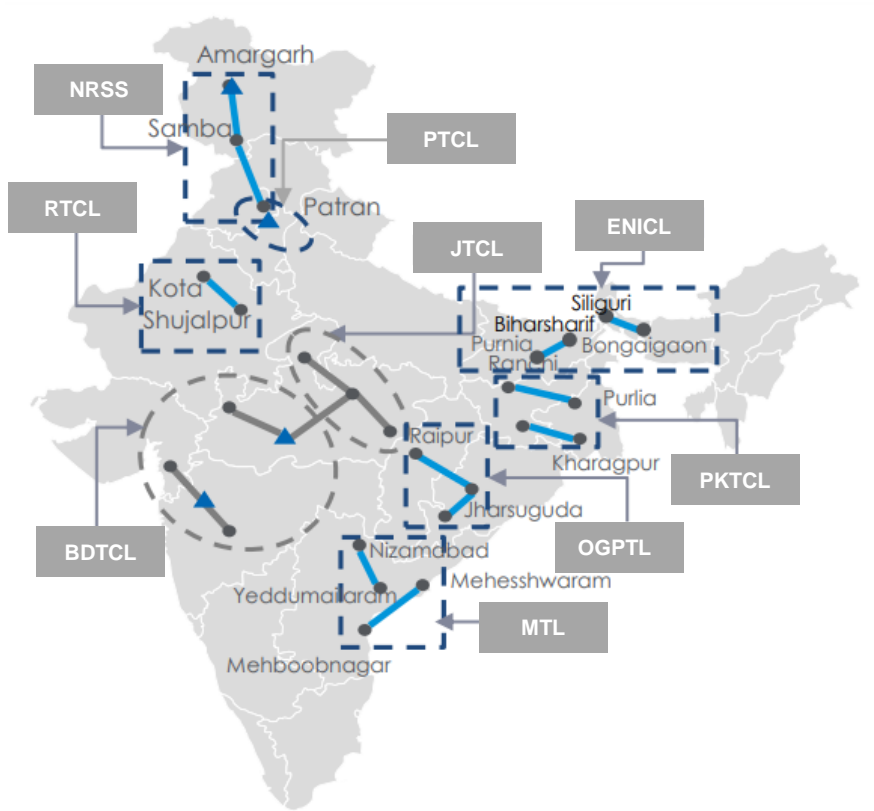 Amargarh
NRSS
Samba
PTCL
RTCL
Patran
ENICL
JTCL
Kota
Shujalpur
Siliguri
Biharsharif
Purnia
Bongaigaon
Ranchi
Purlia
Raipur
Kharagpur
PKTCL
Jharsuguda
BDTCL
OGPTL
Nizamabad
Mehesshwaram
Yeddumailaram
MTL
Mehboobnagar